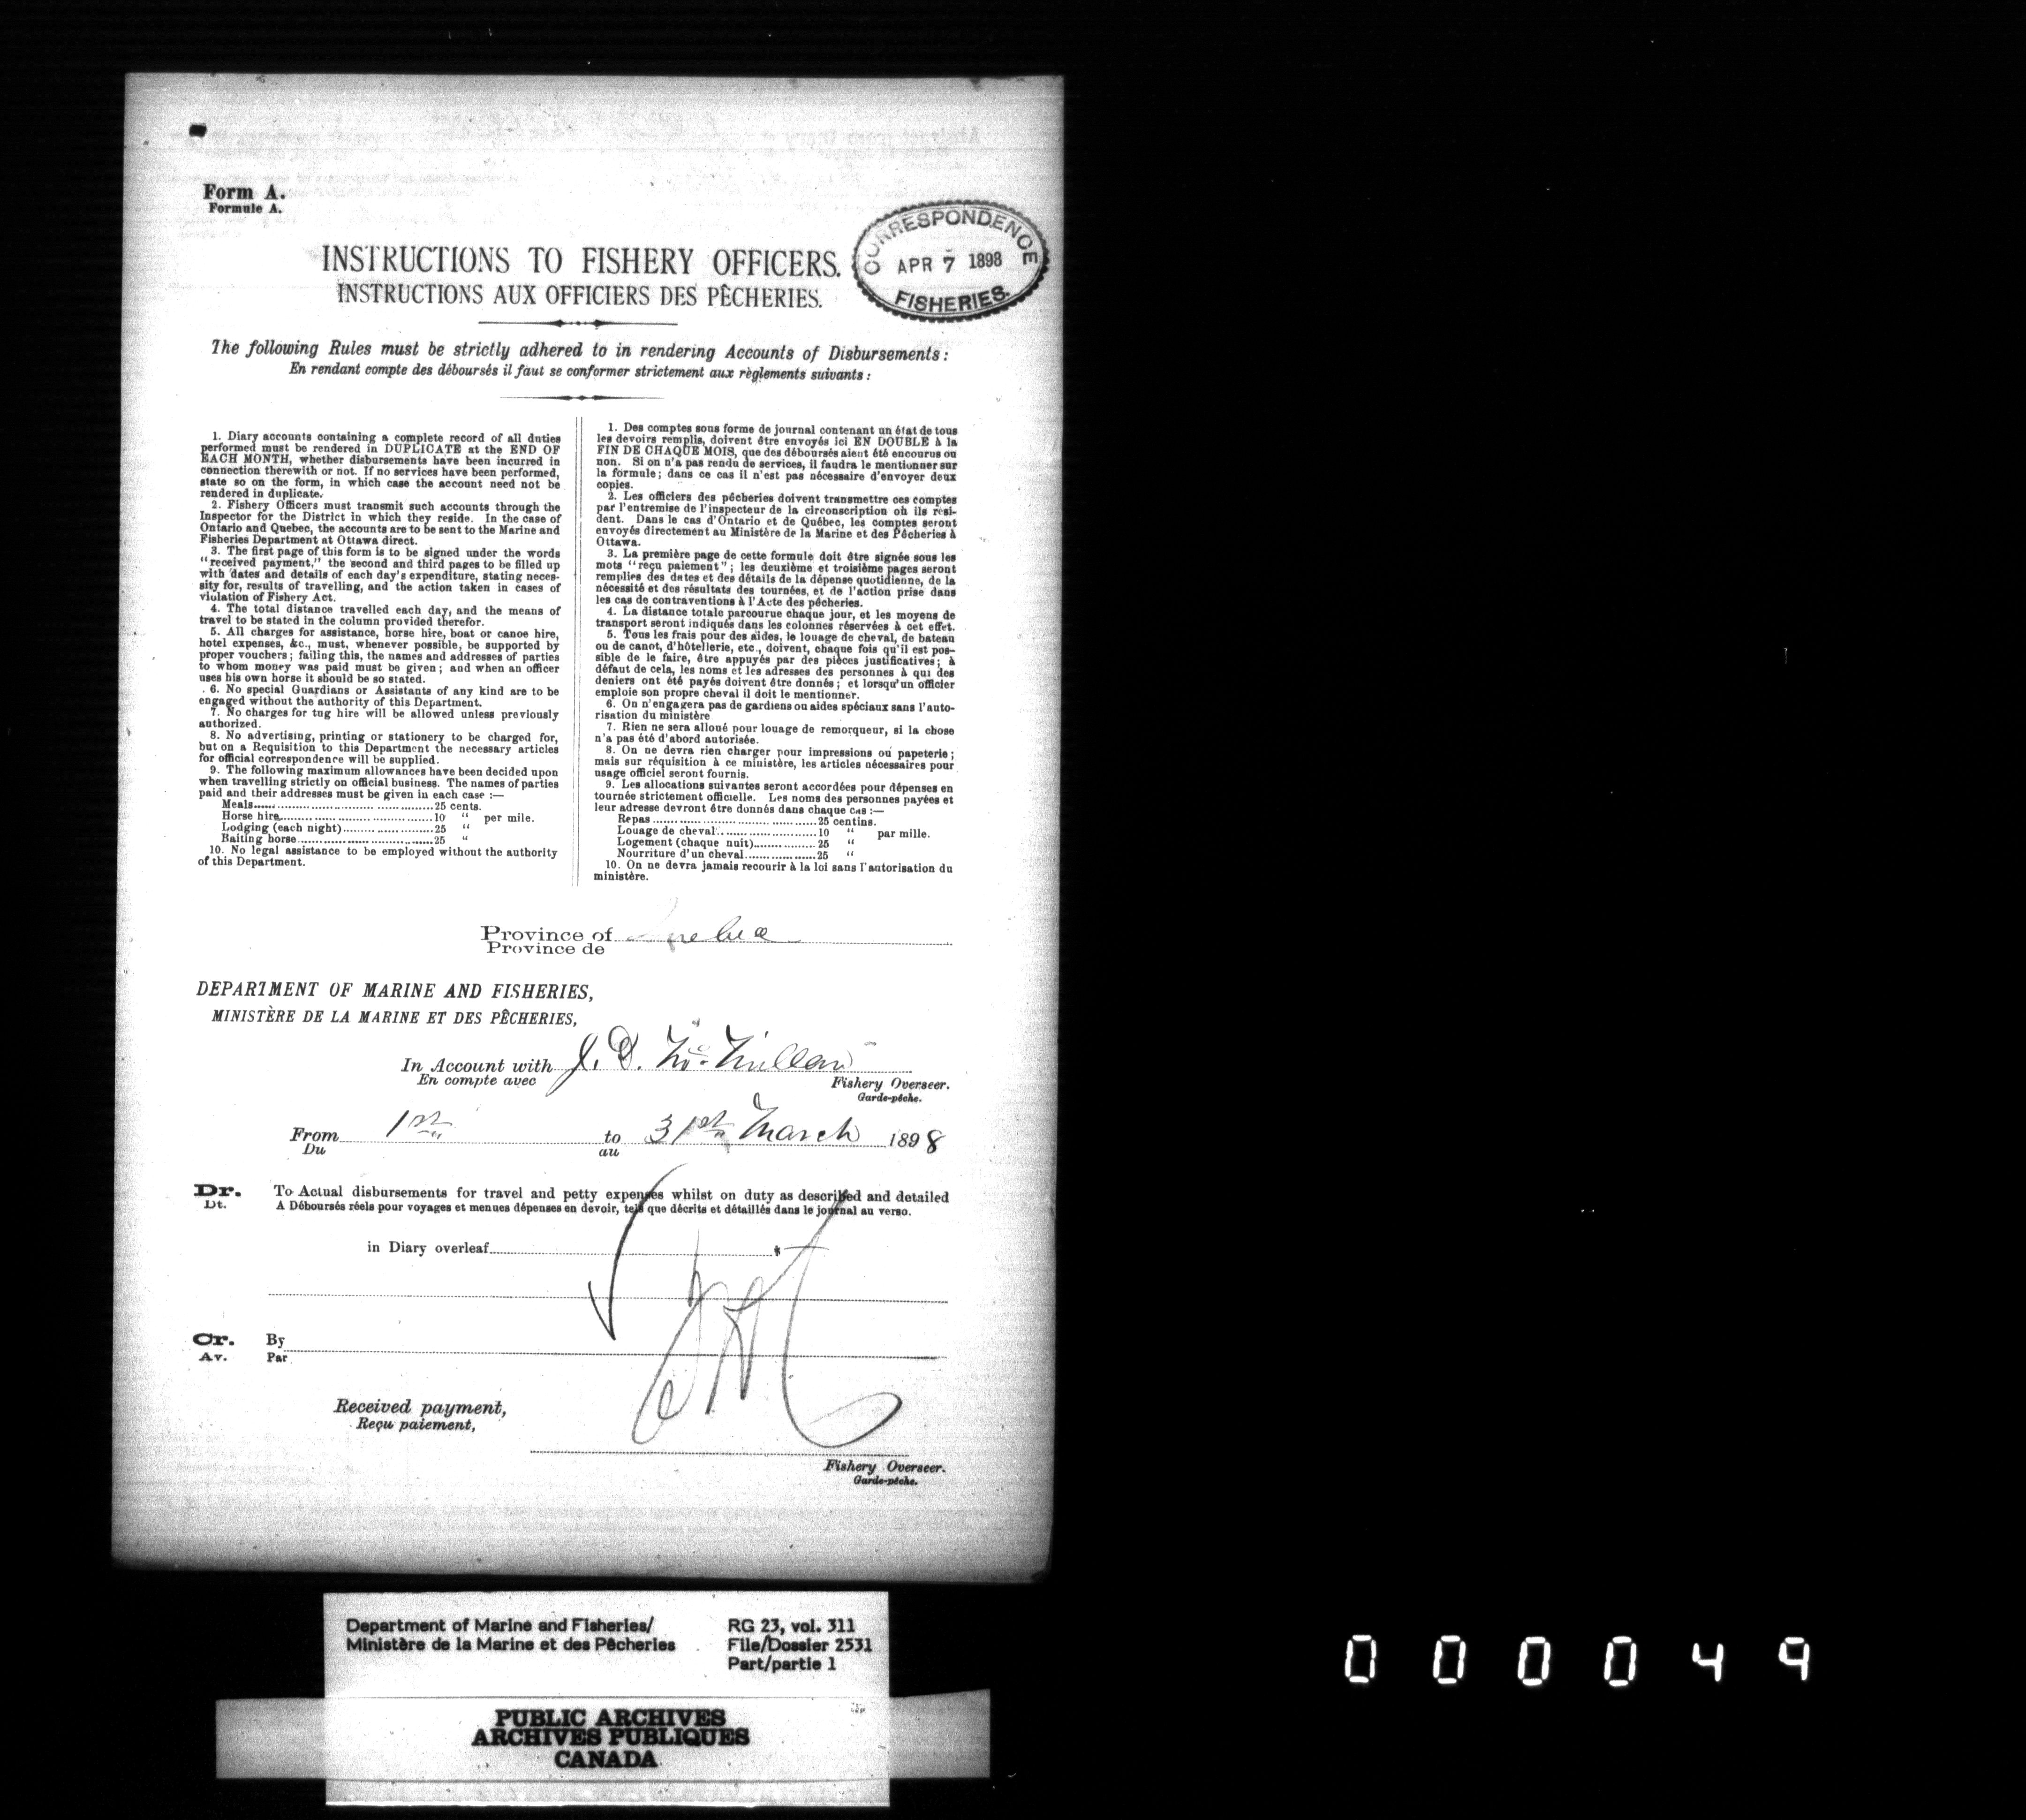 Form A.
Formule A.
CORRESPONDENCE
APR 7 1898
FISHERIES.
INSTRUCTIONS TO FISHERY OFFICERS.
INSTRUCTIONS AUX OFFICIERS DES PÊCHERIES.
The following Rules must be strictly adhered to in rendering Accounts of Disbursements:
En rendant compte des déboursés il faut se conformer strictement aux règlements suivants:
1. Diary accounts containing a complete record of all duties
performed must be rendered in DUPLICATE at the END OF
EACH MONTH, whether disbursements have been incurred in
connection therewith or not. If no services have been performed,
state so on the form, in which case the account need not be
rendered in duplicate.
2. Fishery Officers must transmit such accounts through the
Inspector for the District in which they reside. In the case of
Ontario and Quebec, the accounts are to be sent to the Marine and
Fisheries Department at Ottawa direct.
3. The first page of this form is to be signed under the words
"received payment," the second and third pages to be filled up
with dates and details of each day's expenditure, stating neces-
sity for, results of travelling, and the action taken in cases of
violation of Fishery Act.
4. The total distance travelled each day, and the means of
travel to be stated in the column provided therefor.
5. All charges for assistance, horse hire, boat or canoe hire,
hotel expenses, &c., must, whenever possible, be supported by
proper vouchers; failing this, the names and addresses of parties
to whom money was paid must be given; and when an officer
uses his own horse it should be so stated.
6. No special Guardians or Assistants of any kind are to be
engaged without the authority of this Department.
7. No charges for tug hire will be allowed unless previously
authorized.
8. No advertising, printing or stationery to be charged for,
but on a Requisition to this Department the necessary articles
for official correspondence will be supplied.
9. The following maximum allowances have been decided upon
when travelling strictly on official business. The names of parties
paid and their addresses must be given in each case:—
Meals........25 cents.
Horse hire........10 " per mile.
Lodging (each night)........25 "
Baiting horse........25 "
10. No legal assistance to be employed without the authority
of this Department.
1. Des comptes sous forme de journal contenant un état de tous
les devoirs remplis, doivent être envoyés ici EN DOUBLE à la
FIN DE CHAQUE MOIS, que des déboursés aient été encourus ou
non. Si on n'a pas rendu de services, il faudra le mentionner sur
la formule; dans ce cas il n'est pas nécessaire d'envoyer deux
copies.
2. Les officiers des pécheries doivent transmettre ces comptes
par l'entremise de l'inspecteur de la circonscription où ils rési-
dent. Dans le cas d'Ontario et de Québec, les comptes seront
envoyés directement au Ministère de la Marine et des Pêcheries à
Ottawa.
3. La première page de cette formule doit être signée sous les
mots "reçu paiement"; les deuxième et troisième pages seront
remplies des dates et des détails de la dépense quotidienne, de la
nécessité et des résultats des tournées, et de l'action prise dans
les cas de contraventions à l'Acte des pêcheries.
4. La distance totale parcourue chaque jour, et les moyens de
transport seront indiqués dans les colonnes réservées à cet effet.
5. Tous les frais pour des aides, le louage de cheval, de bateau
ou de canot, d'hôtellerie, etc., doivent, chaque fois qu'il est pos-
sible de le faire, être appuyés par des pièces justificatives; à
défaut de cela, les noms et les adresses des personnes à qui des
deniers ont été payés doivent être donnés; et lorsqu'un officier
emploie son propre cheval il doit le mentionner.
6. On n'engagera pas de gardiens ou aides spéciaux sans l'auto-
risation du ministère
7. Rien ne sera alloué pour louage de remorqueur, si la chose
n'a pas été d'abord autorisée.
8. On ne devra rien charger pour impressions ou papeterie;
mais sur réquisition à ce ministère, les articles nécessaires pour
usage officiel seront fournis.
9. Les allocations suivantes seront accordées pour dépenses en
tournée strictement officielle. Les noms des personnes payées et
leur adresse devront être donnés dans chaque cas:—
Repas........25 centins.
Louage de cheval........10 " par mille.
Logement (chaque nuit)........25 "
Nourriture d'un cheval........25 "
10. On ne devra jamais recourir à la loi sans l'autorisation du
ministère.
Province of Quebec
Province de
DEPARTMENT OF MARINE AND FISHERIES,
MINISTÈRE DE LA MARINE ET DES PÊCHERIES,
In Account with J. D. McMillan
En compte avec
Fishery Overseer.
Garde-pêche.
From 1st to 31st March 1898
Du au
Dr. To Actual disbursements for travel and petty expenses whilst on duty as described and detailed
Dt. A Déboursés réels pour voyages et menues dépenses en devoir, tels que décrits et détaillés dans le journal au verso.
in Diary overleaf
Cr. By
Av. Par
Received payment,
Reçu paiement,
Fishery Overseer.
Garde-pêche.
Department of Marine and Fisheries/
Ministère de la Marine et des Pêcheries
RG 23, vol. 311
File/Dossier 2531
Part/partie 1
PUBLIC ARCHIVES
ARCHIVES PUBLIQUES
CANADA
000049